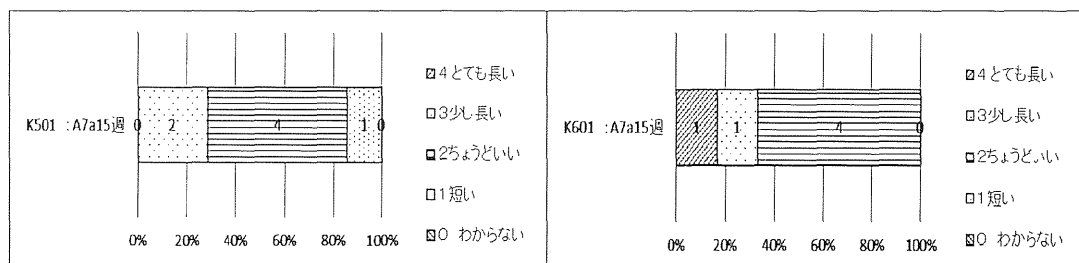 K501 :A7a15週
0 2 4 1 0
0% 20% 40% 60% 80% 100%
4とても長い
3少し長い
2ちょうどいい
1短い
0 わからない
K601 :A7a15週
1 1 4 0
0% 20% 40% 60% 80% 100%
4とても長い
3少し長い
2ちょうどいい
1短い
0 わからない